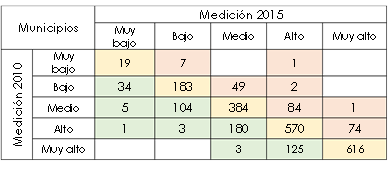 Municipios Medición 2015
Muy bajo Bajo Medio Alto Muy alto
Medición 2010
Muy bajo 19 7 1
Bajo 34 183 49 2
Medio 5 104 384 84 1
Alto 1 3 180 570 74
Muy alto 3 125 616